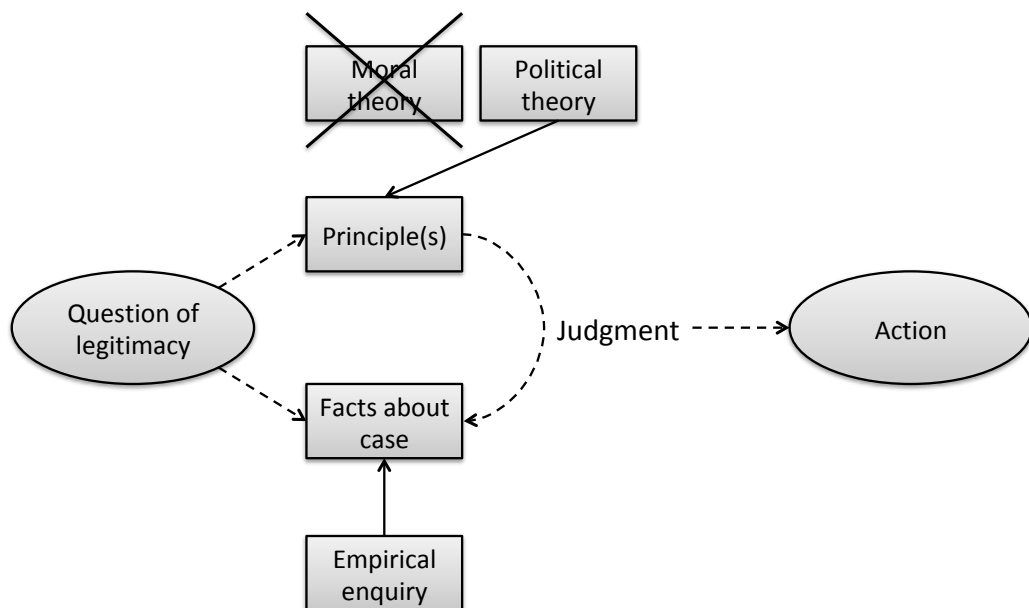 Moral
theory
Political
theory
Principle(s)
Question of
legitimacy
Judgment
Action
Facts about
case
Empirical
enquiry